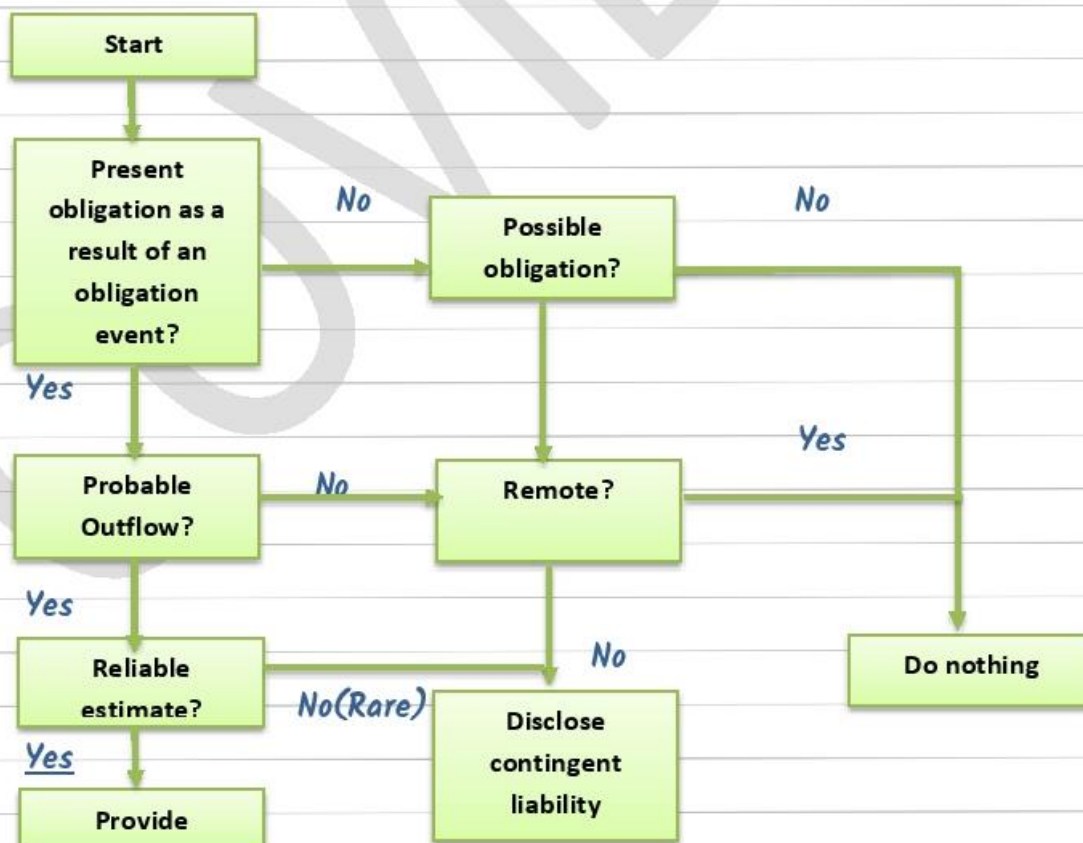 Start
Present
obligation as a
result of an
obligation
event?
No
Possible
obligation?
No
Yes
Probable
Outflow?
No
Remote?
Yes
Yes
Reliable
estimate?
No(Rare)
No
Disclose
contingent
liability
Do nothing
Yes
Provide